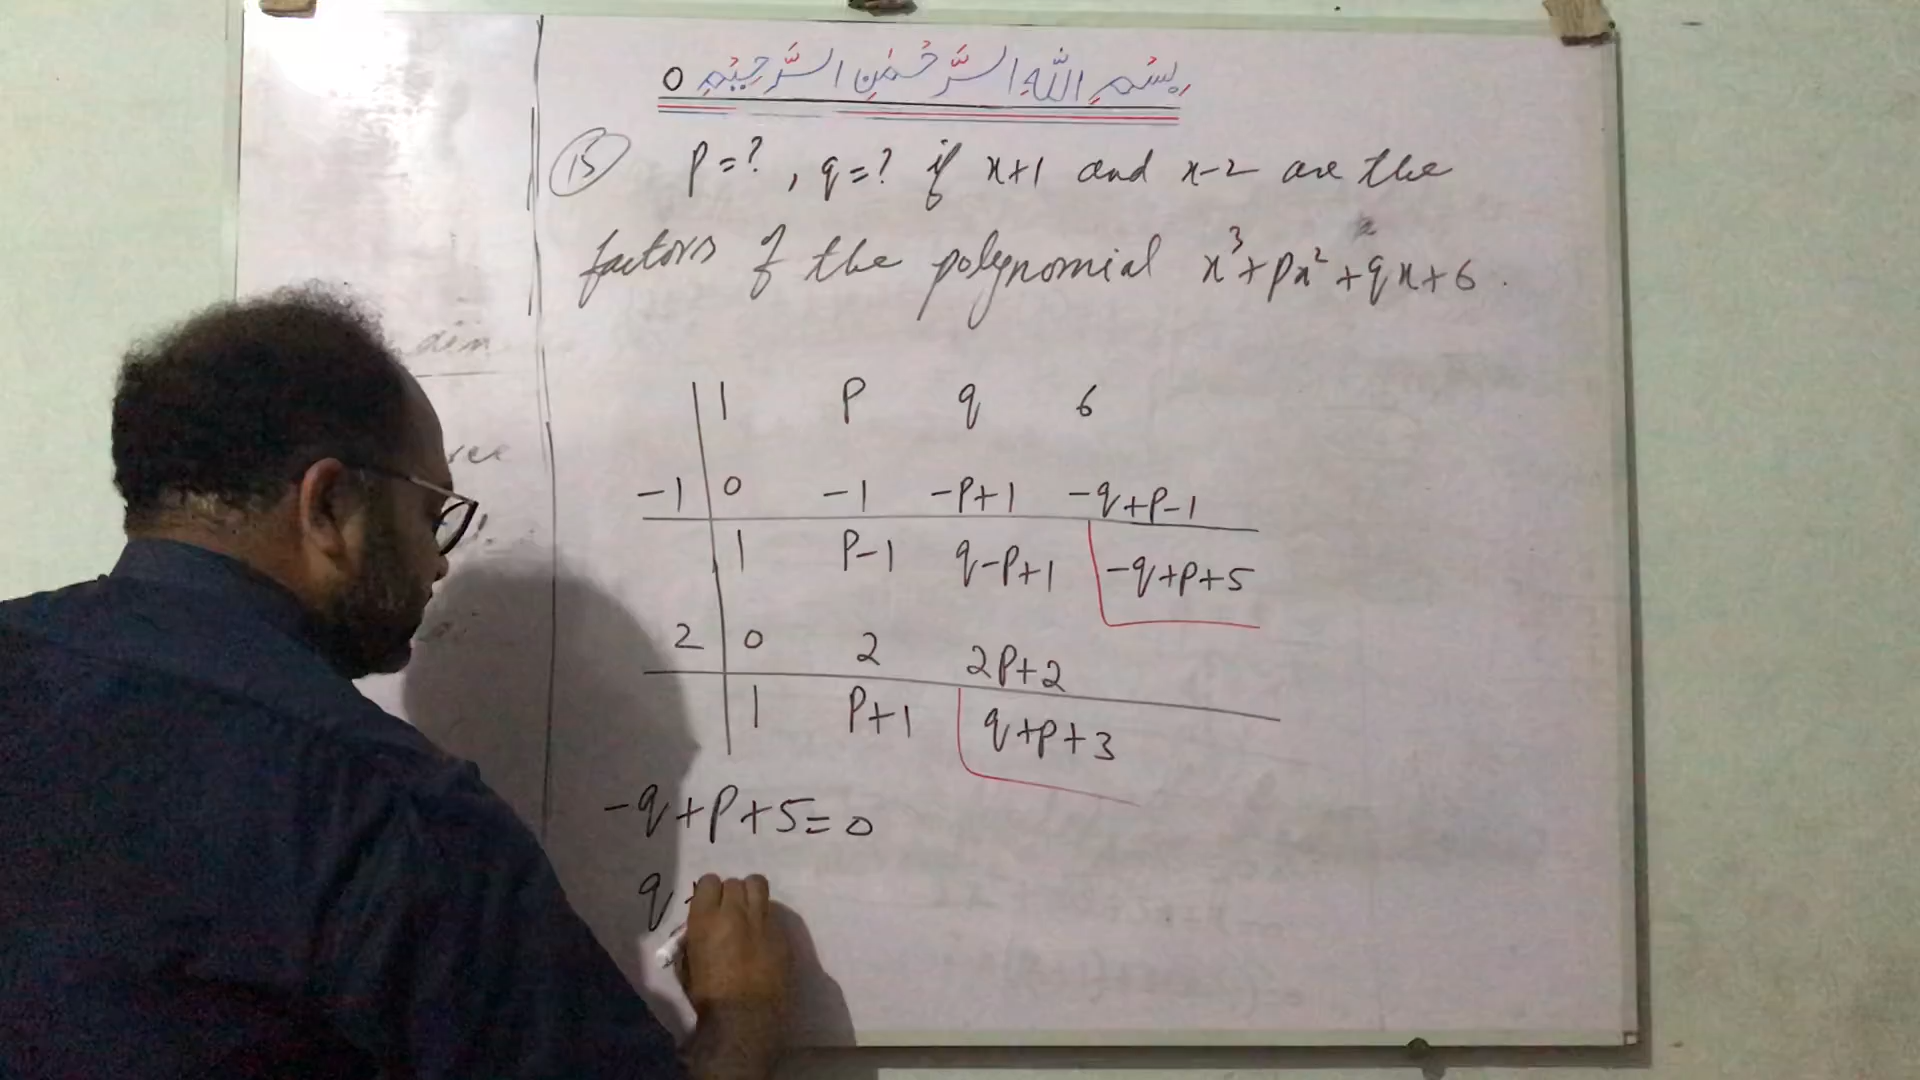 بِسْمِ اللّٰهِ الرَّحْمٰنِ الرَّحِيْمِ o
15 P=?, q=? if x+1 and x-2 are the
factors of the polynomial x³+px²+qx+6.
1 P q 6
-1 0 -1 -P+1 -q+P-1
1 P-1 q-P+1 -q+P+5
2 0 2 2P+2
1 P+1 q+P+3
-q+P+5=0
q+